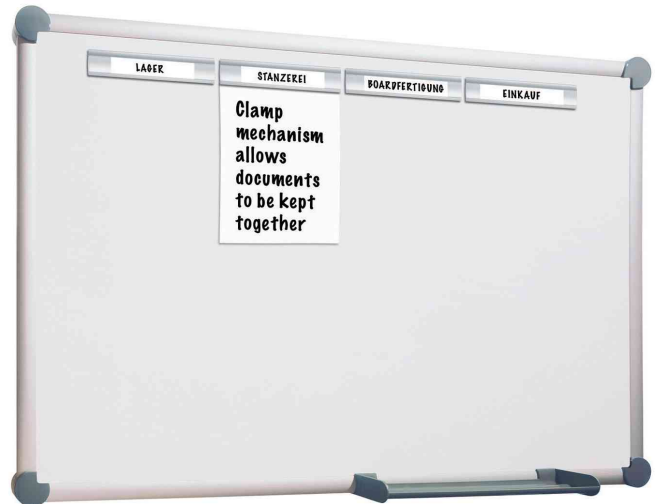 LAGER
STANZEREI
BOARDFERTIGUNG
EINKAUF
Clamp
mechanism
allows
documents
to be kept
together